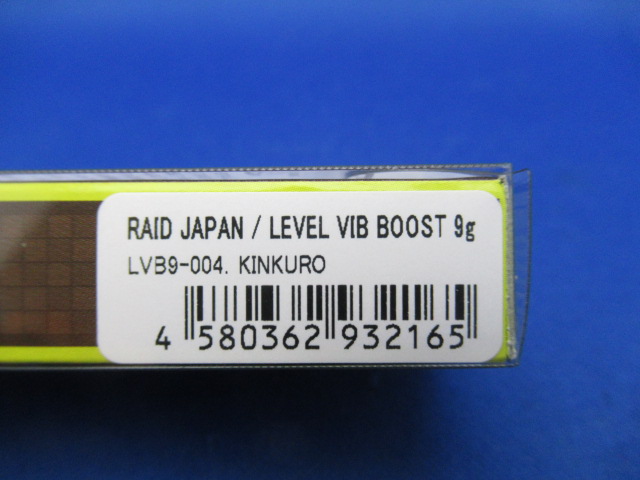 RAID JAPAN / LEVEL VIB BOOST 9g
LVB9-004. KINKURO
4 580362 932165